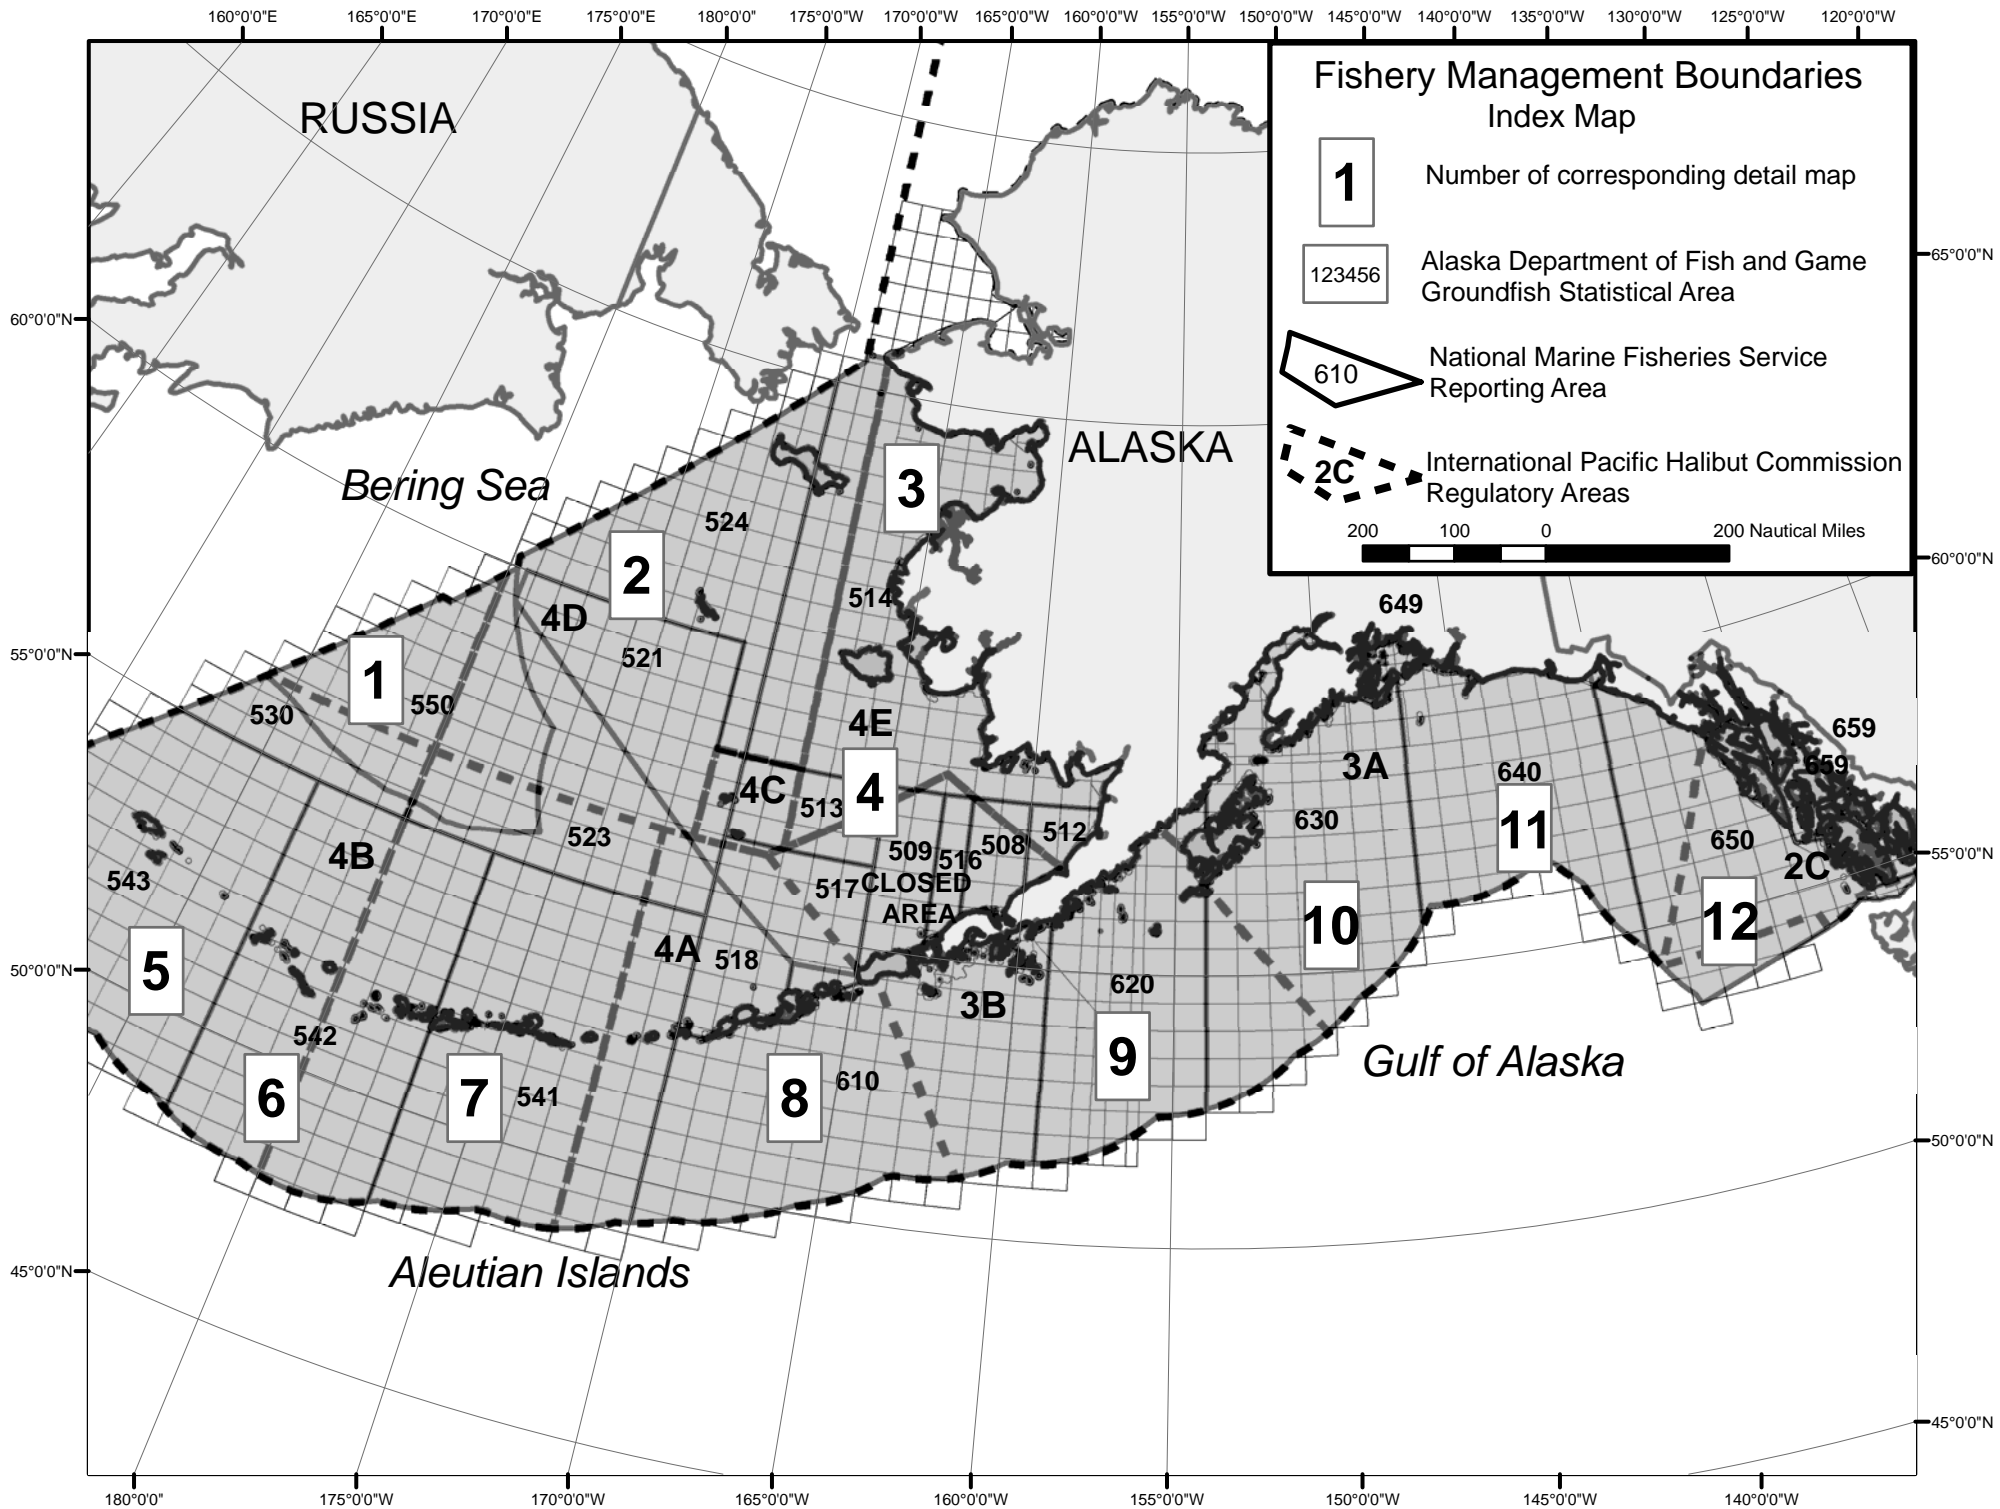 160°0'0"E 165°0'0"E 170°0'0"E 175°0'0"E 180°0'0" 175°0'0"W 170°0'0"W 165°0'0"W 160°0'0"W 155°0'0"W 150°0'0"W 145°0'0"W 140°0'0"W 135°0'0"W 130°0'0"W 125°0'0"W 120°0'0"W
Fishery Management Boundaries
Index Map
1 Number of corresponding detail map
123456 Alaska Department of Fish and Game
Groundfish Statistical Area
610 National Marine Fisheries Service
Reporting Area
2C International Pacific Halibut Commission
Regulatory Areas
200 100 0 200 Nautical Miles
RUSSIA
65°0'0"N
60°0'0"N
ALASKA
Bering Sea
3
524
60°0'0"N
2
514
649
4D
55°0'0"N
521
1
550
530
4E
659
3A
659
640
4C
4
513
630
512
11
523
650
508
509
516
4B
55°0'0"N
2C
543
517
CLOSED
AREA
10
12
4A
518
5
50°0'0"N
620
3B
542
9
Gulf of Alaska
610
6
7
541
8
50°0'0"N
Aleutian Islands
45°0'0"N
45°0'0"N
180°0'0" 175°0'0"W 170°0'0"W 165°0'0"W 160°0'0"W 155°0'0"W 150°0'0"W 145°0'0"W 140°0'0"W